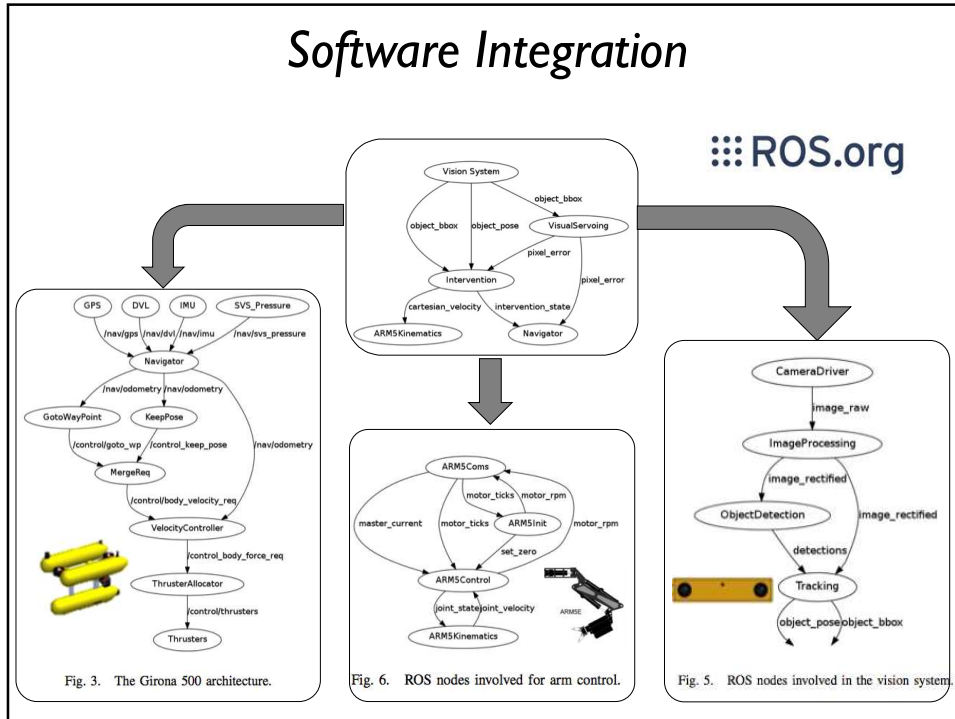 Software Integration
ROS.org
Vision System
object_bbox
object_bbox
object_pose
VisualServoing
pixel_error
Intervention
pixel_error
cartesian_velocity
intervention_state
ARM5Kinematics
Navigator
GPS
DVL
IMU
SVS_Pressure
/nav/gps
/nav/dvl
/nav/imu
/nav/svs_pressure
Navigator
/nav/odometry
/nav/odometry
GotoWayPoint
KeepPose
/control/goto_wp
/control_keep_pose
/nav/odometry
MergeReq
/control/body_velocity_req
VelocityController
/control_body_force_req
ThrusterAllocator
/control/thrusters
Thrusters
Fig. 3. The Girona 500 architecture.
ARM5Coms
motor_ticks
motor_rpm
master_current
motor_ticks
ARM5Init
motor_rpm
set_zero
ARM5Control
joint_state
joint_velocity
ARM5E
ARM5Kinematics
Fig. 6. ROS nodes involved for arm control.
CameraDriver
image_raw
ImageProcessing
image_rectified
ObjectDetection
image_rectified
detections
Tracking
object_pose
object_bbox
Fig. 5. ROS nodes involved in the vision system.